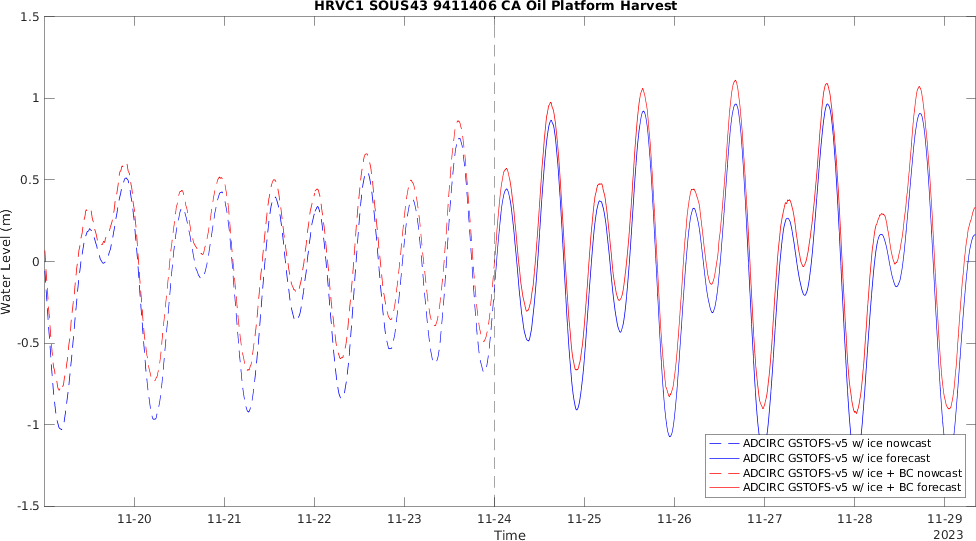 HRVC1 SOUS43 9411406 CA Oil Platform Harvest
1.5
1
0.5
0
-0.5
-1
-1.5
Water Level (m)
11-20
11-21
11-22
11-23
11-24
11-25
11-26
11-27
11-28
11-29
Time
2023
ADCIRC GSTOFS-v5 w/ ice nowcast
ADCIRC GSTOFS-v5 w/ ice forecast
ADCIRC GSTOFS-v5 w/ ice + BC nowcast
ADCIRC GSTOFS-v5 w/ ice + BC forecast